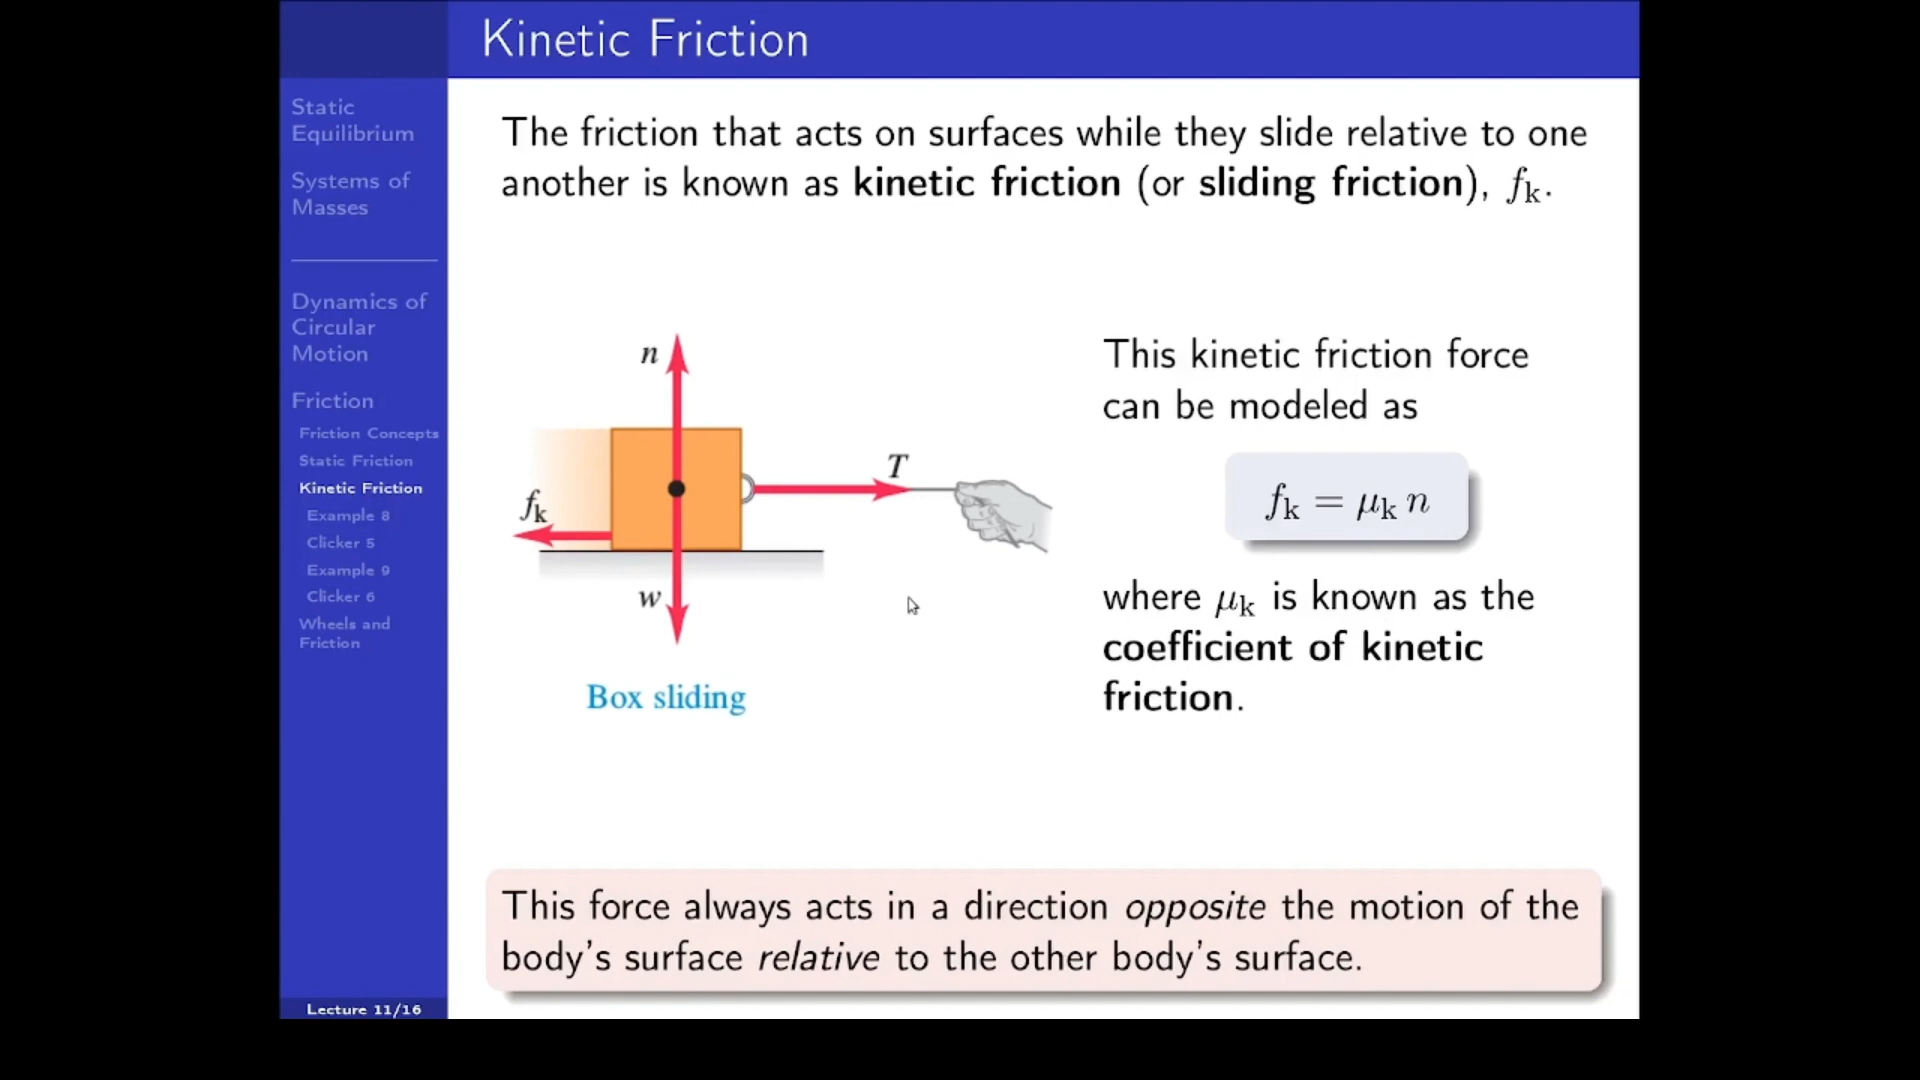 Kinetic Friction
Static
Equilibrium
Systems of
Masses
Dynamics of
Circular
Motion
Friction
Friction Concepts
Static Friction
Kinetic Friction
Example 8
Clicker 5
Example 9
Clicker 6
Wheels and
Friction
Lecture 11/16
The friction that acts on surfaces while they slide relative to one
another is known as kinetic friction (or sliding friction), fₖ.
n
T
fₖ
w
Box sliding
This kinetic friction force
can be modeled as
fₖ = μₖ n
where μₖ is known as the
coefficient of kinetic
friction.
This force always acts in a direction opposite the motion of the
body's surface relative to the other body's surface.